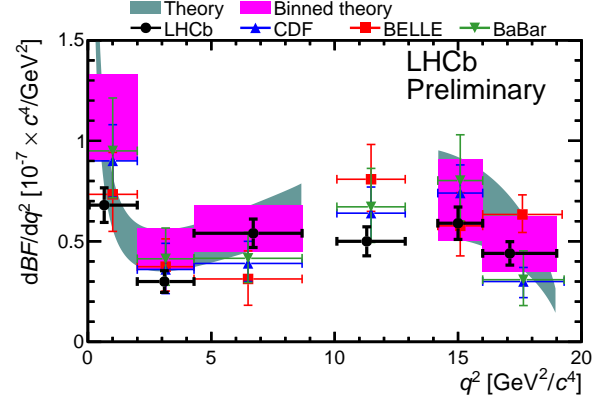 Theory Binned theory
LHCb CDF BELLE BaBar
LHCb
Preliminary
dBF/dq² [10⁻⁷ × c⁴/GeV²]
1.5
1
0.5
0
0 5 10 15 20
q² [GeV²/c⁴]